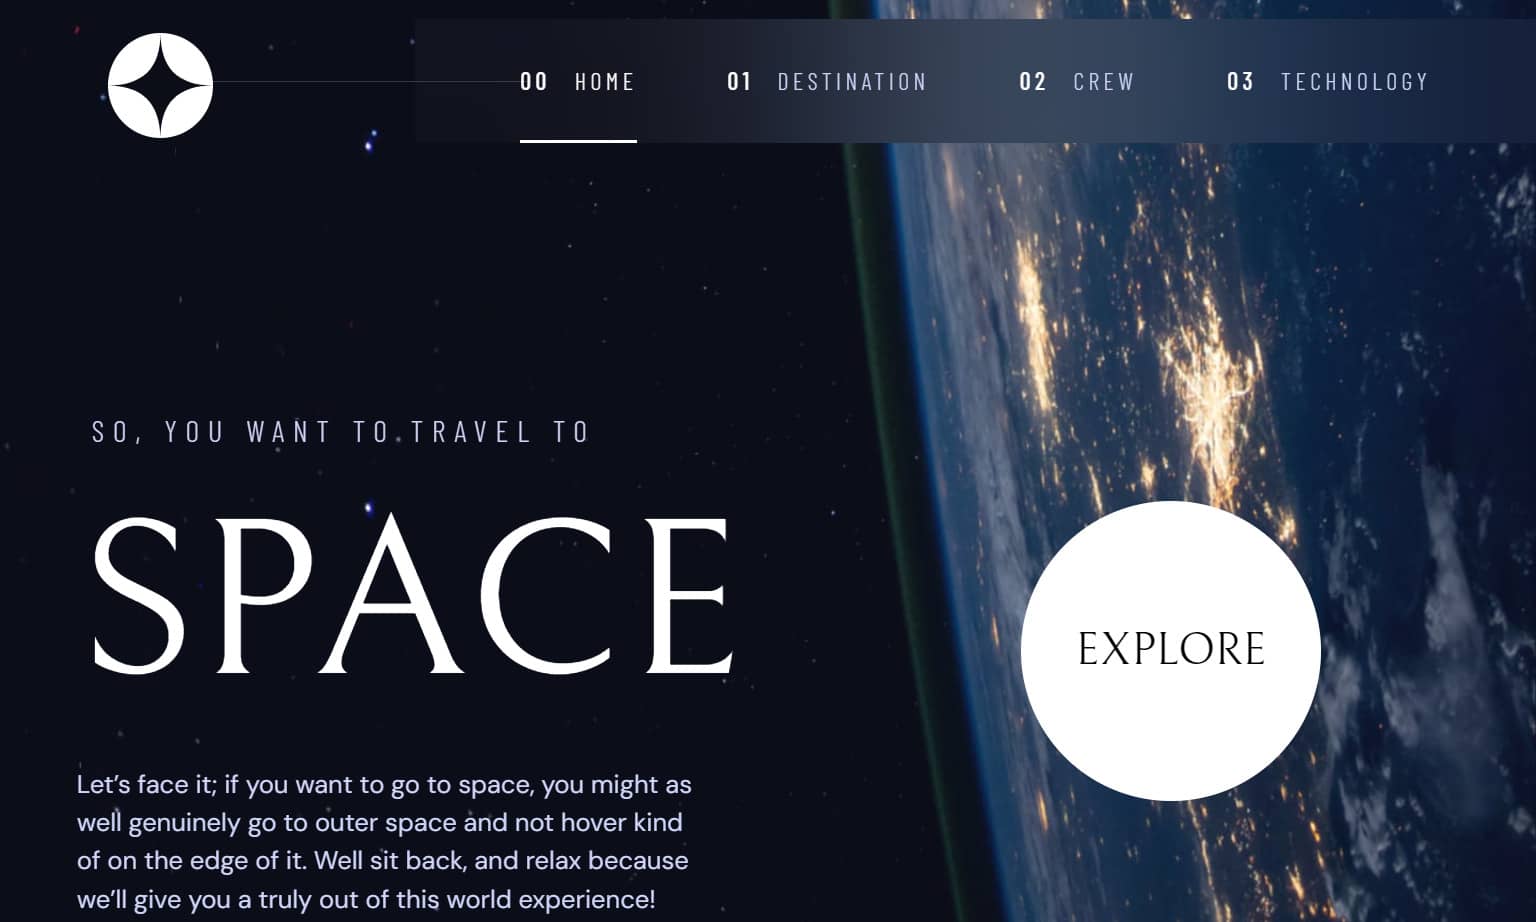 00 HOME 01 DESTINATION 02 CREW 03 TECHNOLOGY
SO, YOU WANT TO TRAVEL TO
SPACE
EXPLORE
Let’s face it; if you want to go to space, you might as
well genuinely go to outer space and not hover kind
of on the edge of it. Well sit back, and relax because
we’ll give you a truly out of this world experience!